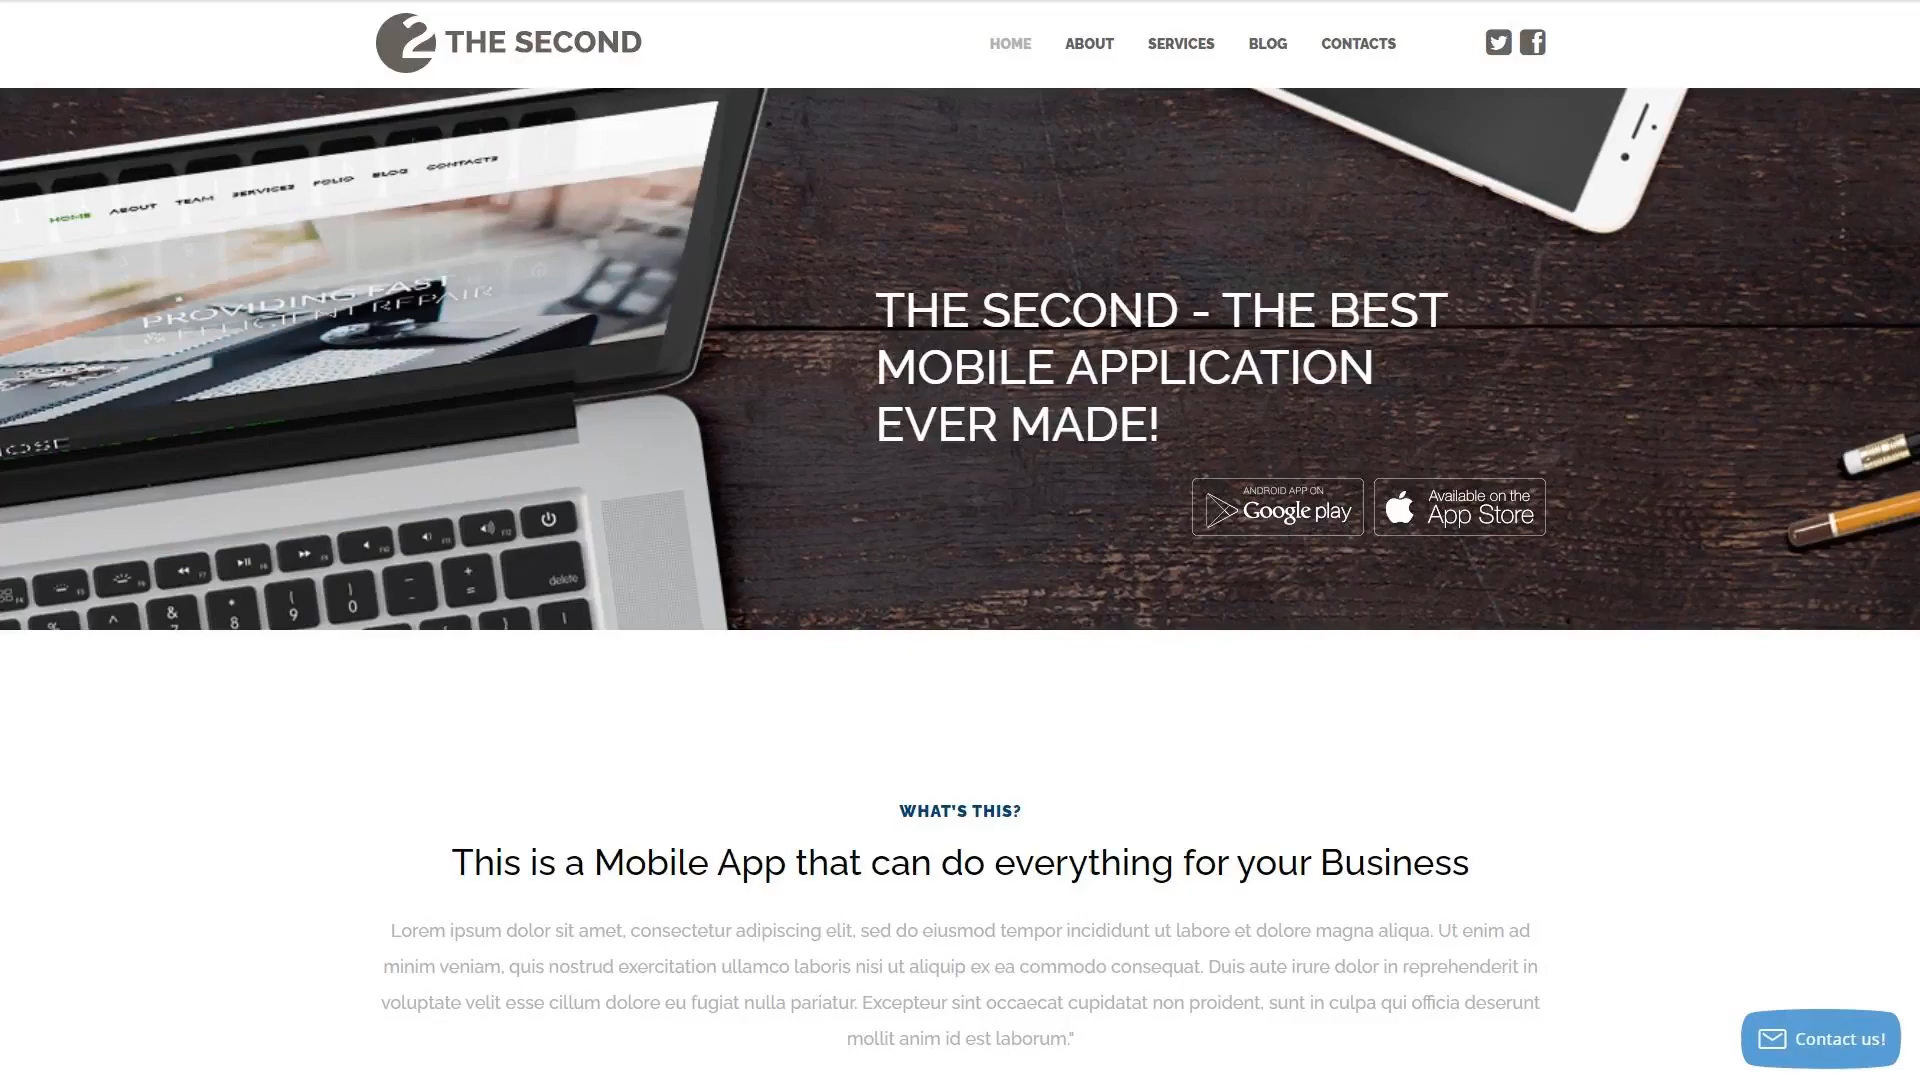 2 THE SECOND
HOME ABOUT SERVICES BLOG CONTACTS
HOME ABOUT TEAM SERVICES FOLIO BLOG CONTACTS
PROVIDING FAST
& EFFICIENT REPAIR
THE SECOND - THE BEST
MOBILE APPLICATION
EVER MADE!
ANDROID APP ON
Google play
Available on the
App Store
delete
WHAT'S THIS?
This is a Mobile App that can do everything for your Business
Lorem ipsum dolor sit amet, consectetur adipiscing elit, sed do eiusmod tempor incididunt ut labore et dolore magna aliqua. Ut enim ad
minim veniam, quis nostrud exercitation ullamco laboris nisi ut aliquip ex ea commodo consequat. Duis aute irure dolor in reprehenderit in
voluptate velit esse cillum dolore eu fugiat nulla pariatur. Excepteur sint occaecat cupidatat non proident, sunt in culpa qui officia deserunt
mollit anim id est laborum."
Contact us!